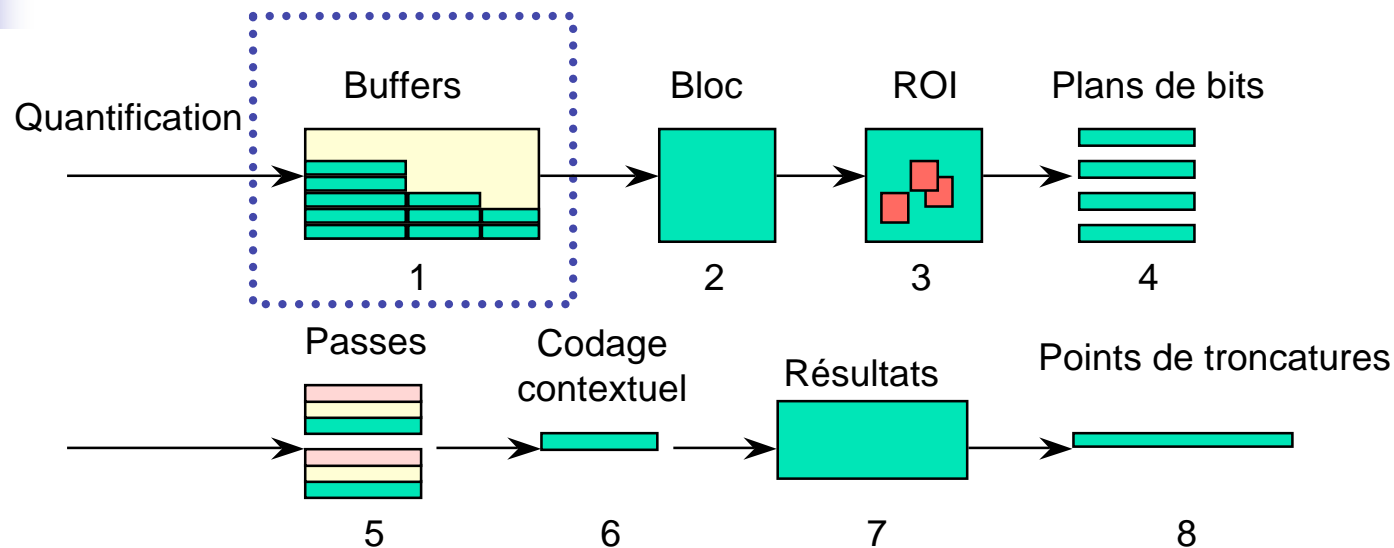 Quantification
Buffers
Bloc
ROI
Plans de bits
1
2
3
4
Passes
Codage
contextuel
Résultats
Points de troncatures
5
6
7
8